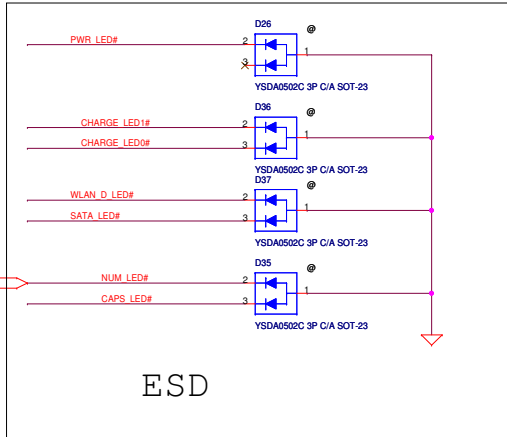 D26
@
PWR_LED#
2
1
3
YSDA0502C 3P C/A SOT-23
D36
@
CHARGE_LED1#
2
1
CHARGE_LED0#
3
YSDA0502C 3P C/A SOT-23
D37
@
WLAN_D_LED#
2
1
SATA_LED#
3
YSDA0502C 3P C/A SOT-23
D35
@
NUM_LED#
2
1
CAPS_LED#
3
YSDA0502C 3P C/A SOT-23
ESD